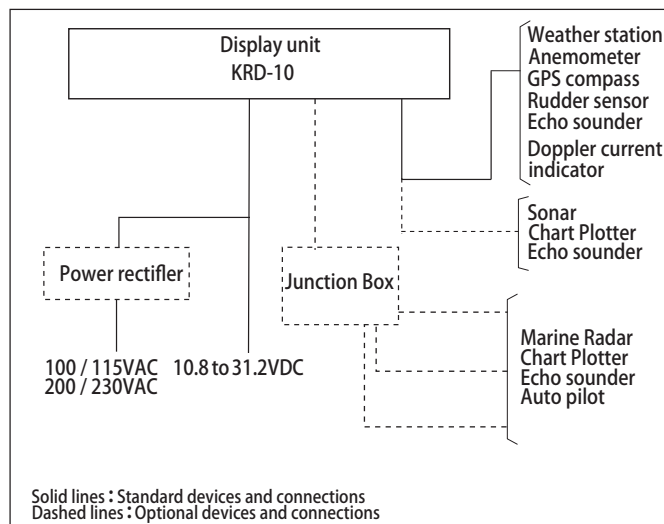 Display unit
KRD-10
Weather station
Anemometer
GPS compass
Rudder sensor
Echo sounder
Doppler current
indicator
Sonar
Chart Plotter
Echo sounder
Power rectifler
Junction Box
100 / 115VAC
200 / 230VAC
10.8 to 31.2VDC
Marine Radar
Chart Plotter
Echo sounder
Auto pilot
Solid lines : Standard devices and connections
Dashed lines : Optional devices and connections